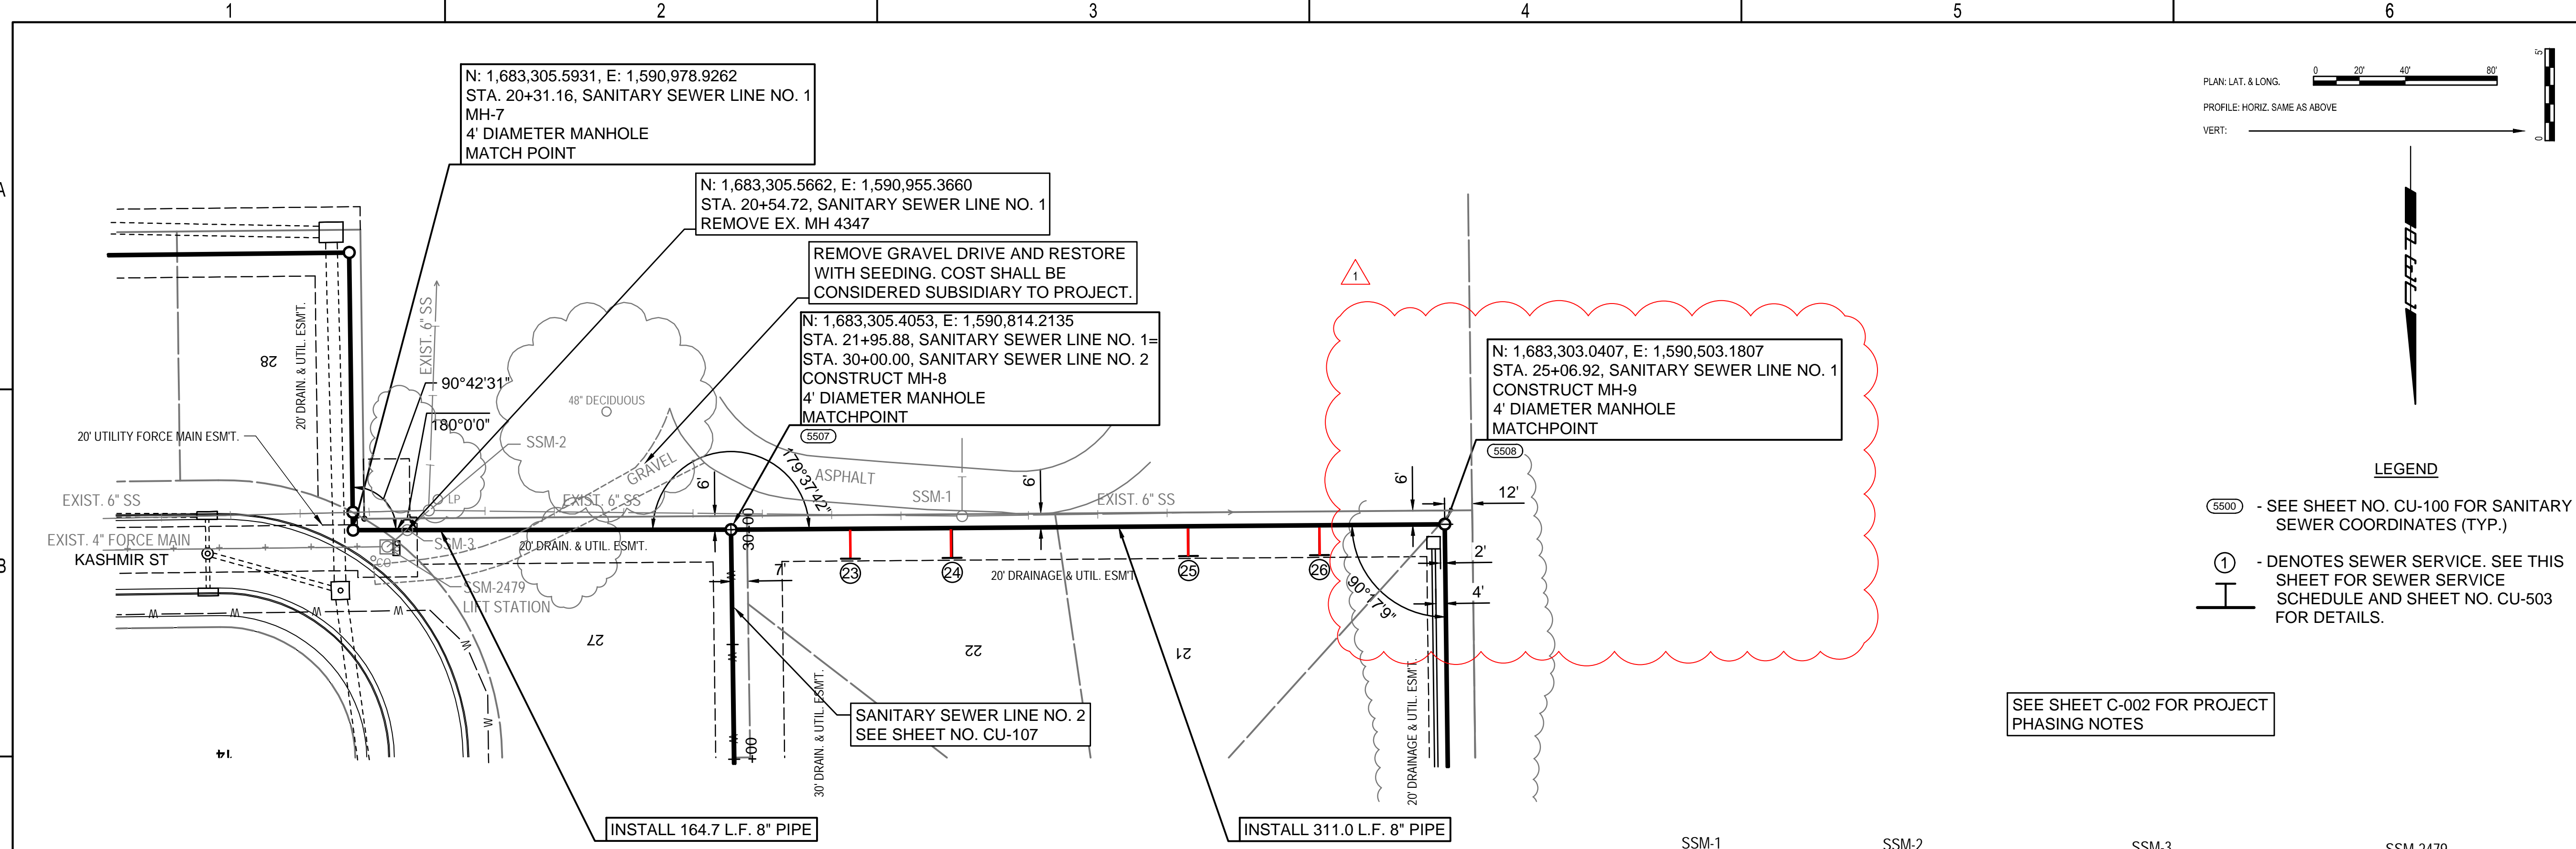 1
2
3
4
5
6
A
B
N: 1,683,305.5931, E: 1,590,978.9262
STA. 20+31.16, SANITARY SEWER LINE NO. 1
MH-7
4' DIAMETER MANHOLE
MATCH POINT
N: 1,683,305.5662, E: 1,590,955.3660
STA. 20+54.72, SANITARY SEWER LINE NO. 1
REMOVE EX. MH 4347
REMOVE GRAVEL DRIVE AND RESTORE
WITH SEEDING. COST SHALL BE
CONSIDERED SUBSIDIARY TO PROJECT.
N: 1,683,305.4053, E: 1,590,814.2135
STA. 21+95.88, SANITARY SEWER LINE NO. 1=
STA. 30+00.00, SANITARY SEWER LINE NO. 2
CONSTRUCT MH-8
4' DIAMETER MANHOLE
MATCHPOINT
5507
1
N: 1,683,303.0407, E: 1,590,503.1807
STA. 25+06.92, SANITARY SEWER LINE NO. 1
CONSTRUCT MH-9
4' DIAMETER MANHOLE
MATCHPOINT
5508
PLAN: LAT. & LONG.
0
20'
40'
80'
PROFILE: HORIZ. SAME AS ABOVE
VERT:
0
5'
LEGEND
5500
- SEE SHEET NO. CU-100 FOR SANITARY
SEWER COORDINATES (TYP.)
1
- DENOTES SEWER SERVICE. SEE THIS
SHEET FOR SEWER SERVICE
SCHEDULE AND SHEET NO. CU-503
FOR DETAILS.
SEE SHEET C-002 FOR PROJECT
PHASING NOTES
28
20' DRAIN. & UTIL. ESM'T.
EXIST. 6" SS
90°42'31"
180°0'0"
48" DECIDUOUS
20' UTILITY FORCE MAIN ESM'T.
SSM-2
LP
GRAVEL
179°37'42"
ASPHALT
SSM-1
EXIST. 6" SS
EXIST. 6" SS
EXIST. 6" SS
6'
6'
6'
12'
EXIST. 4" FORCE MAIN
KASHMIR ST
CO
SSM-3
20' DRAIN. & UTIL. ESM'T.
30+00
7'
23
24
25
26
20' DRAINAGE & UTIL. ESM'T.
2'
4'
90°17'9"
SSM-2479
LIFT STATION
W
W
W
W
W
W
W
W
W
27
22
21
14
+00
30' DRAIN. & UTIL. ESM'T.
20' DRAINAGE & UTIL. ESM'T.
SANITARY SEWER LINE NO. 2
SEE SHEET NO. CU-107
INSTALL 164.7 L.F. 8" PIPE
INSTALL 311.0 L.F. 8" PIPE
SSM-1
SSM-2
SSM-3
SSM-2479